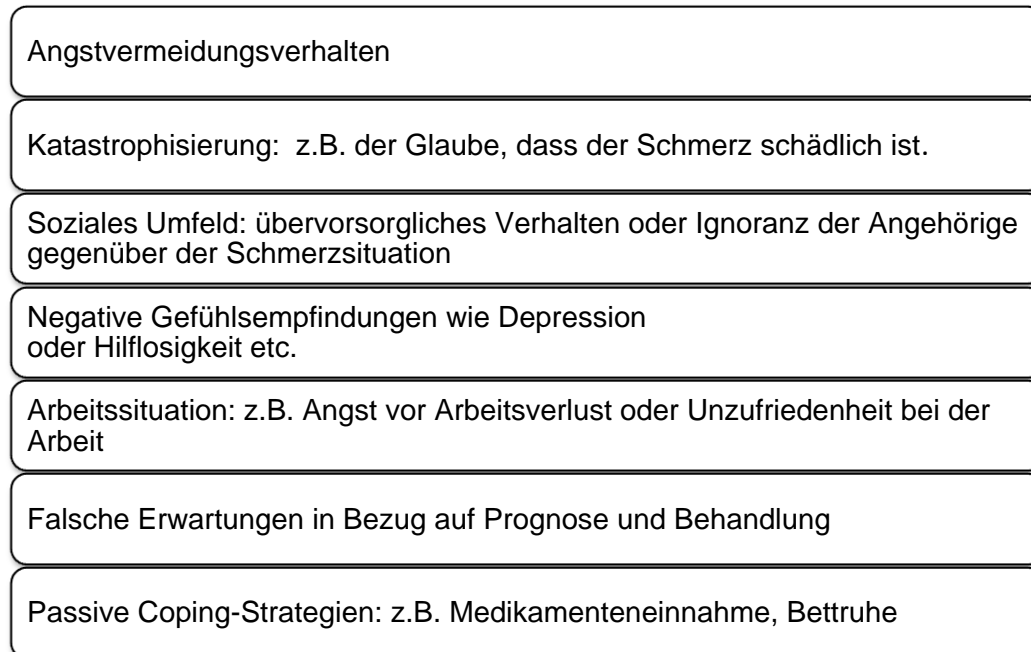 Angstvermeidungsverhalten
Katastrophisierung:  z.B. der Glaube, dass der Schmerz schädlich ist.
Soziales Umfeld: übervorsorgliches Verhalten oder Ignoranz der Angehörige
gegenüber der Schmerzsituation
Negative Gefühlsempfindungen wie Depression
oder Hilflosigkeit etc.
Arbeitssituation: z.B. Angst vor Arbeitsverlust oder Unzufriedenheit bei der
Arbeit
Falsche Erwartungen in Bezug auf Prognose und Behandlung
Passive Coping-Strategien: z.B. Medikamenteneinnahme, Bettruhe